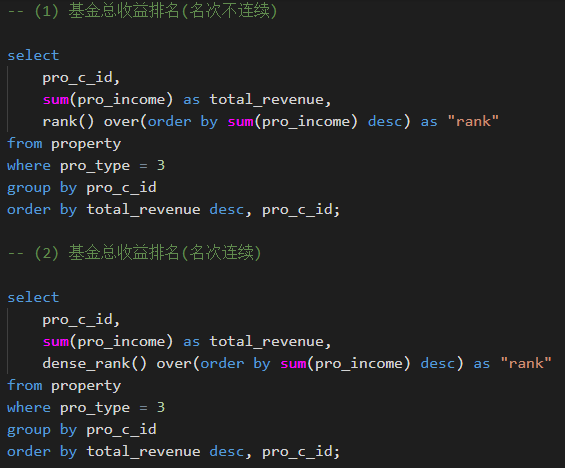 -- (1) 基金总收益排名(名次不连续)
select
pro_c_id,
sum(pro_income) as total_revenue,
rank() over(order by sum(pro_income) desc) as "rank"
from property
where pro_type = 3
group by pro_c_id
order by total_revenue desc, pro_c_id;
-- (2) 基金总收益排名(名次连续)
select
pro_c_id,
sum(pro_income) as total_revenue,
dense_rank() over(order by sum(pro_income) desc) as "rank"
from property
where pro_type = 3
group by pro_c_id
order by total_revenue desc, pro_c_id;